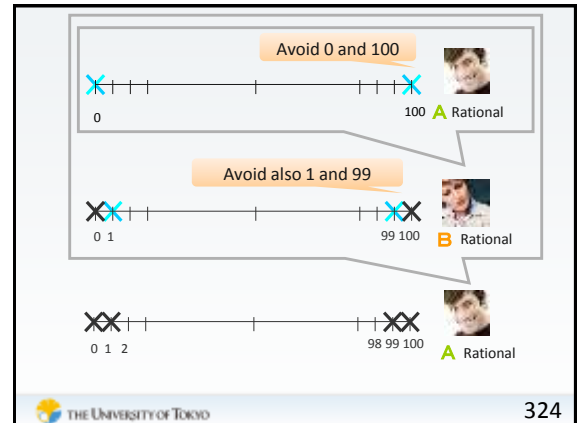 Avoid 0 and 100
0
100
A Rational
Avoid also 1 and 99
0 1
99 100
B Rational
0 1 2
98 99 100
A Rational
THE UNIVERSITY OF TOKYO
324